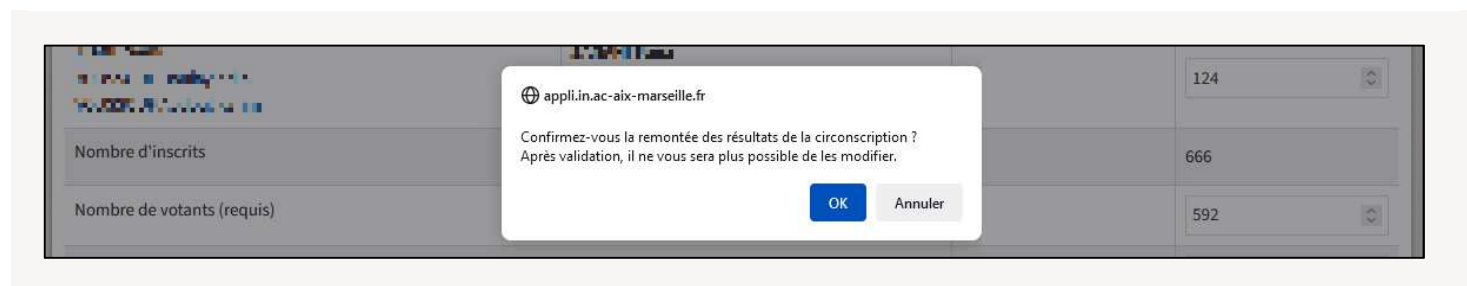 124
appli.in.ac-aix-marseille.fr
Confirmez-vous la remontée des résultats de la circonscription ?
Après validation, il ne vous sera plus possible de les modifier.
Nombre d'inscrits
666
OK
Annuler
Nombre de votants (requis)
592